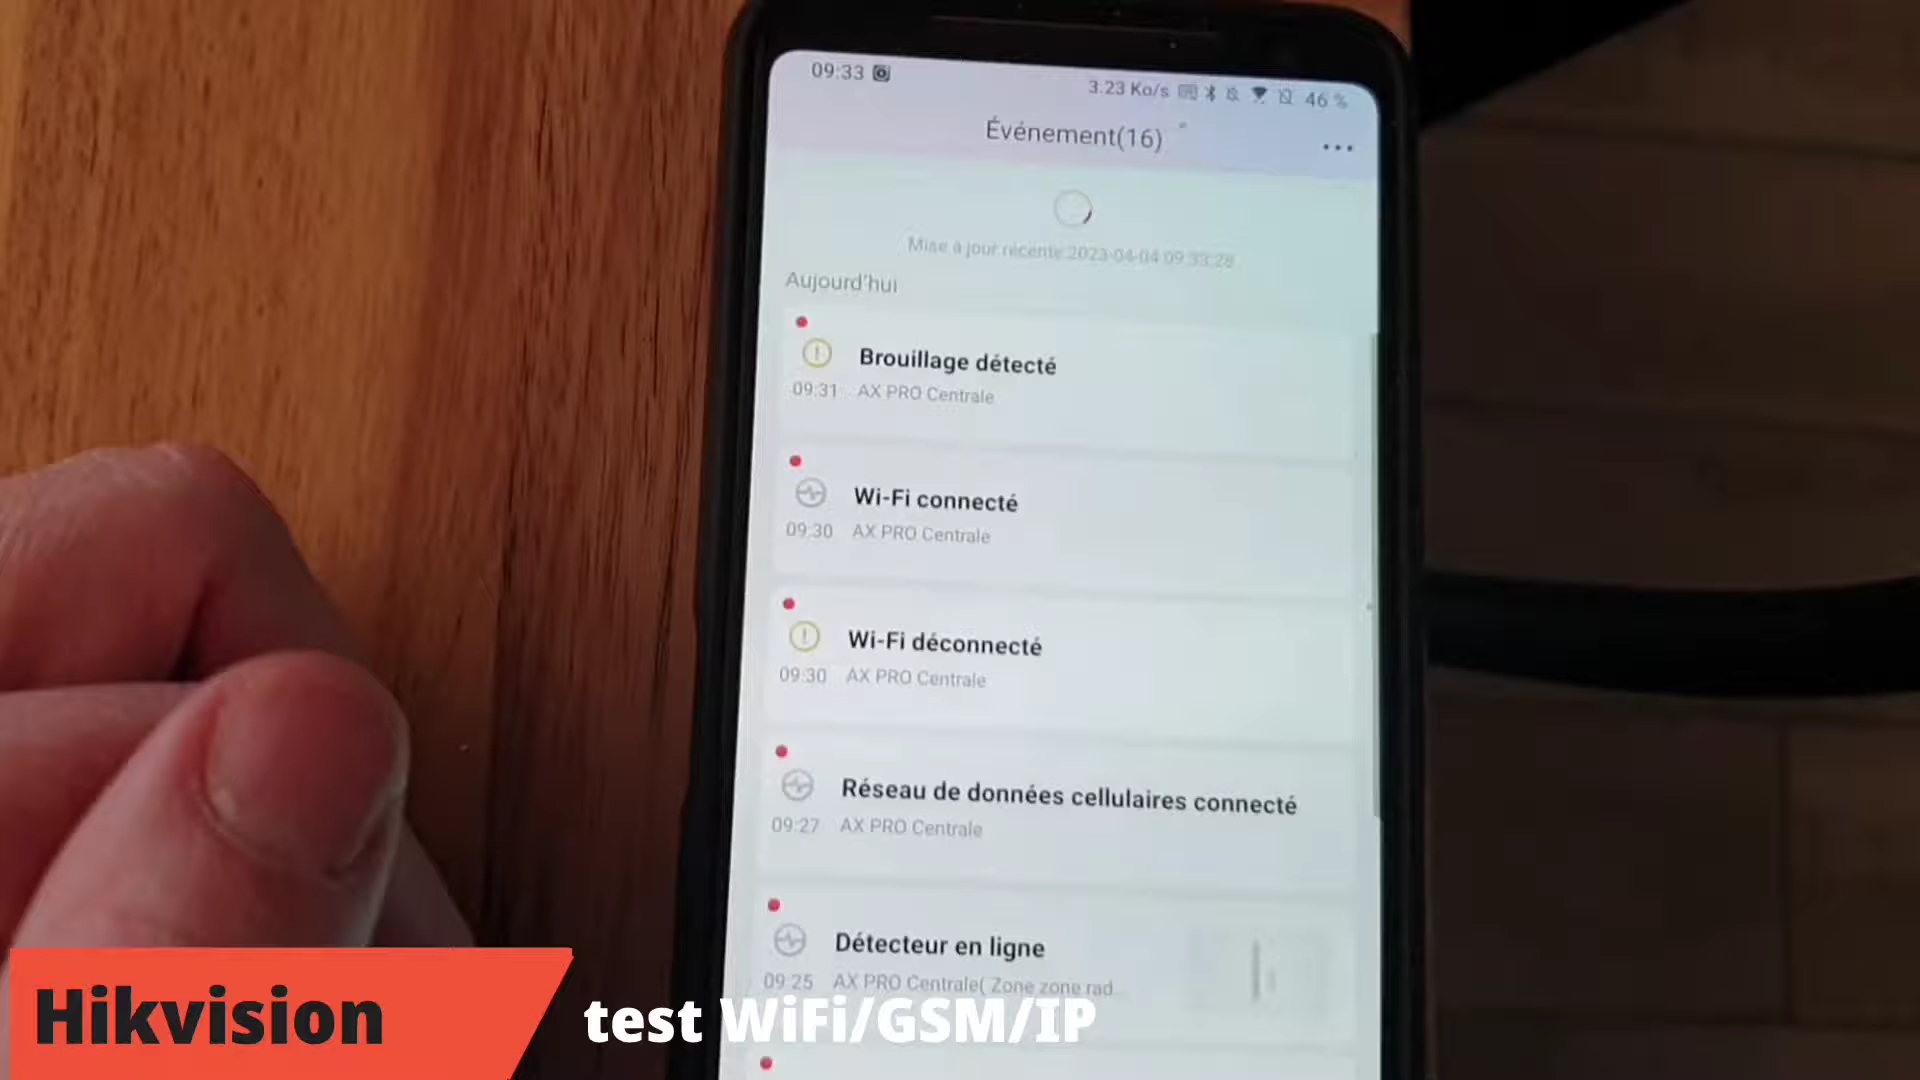 09:33
3.23 Ko/s 46 %
Événement(16)
Mise à jour récente 2023-04-04 09:33:28
Aujourd'hui
Brouillage détecté
09:31 AX PRO Centrale
Wi-Fi connecté
09:30 AX PRO Centrale
Wi-Fi déconnecté
09:30 AX PRO Centrale
Réseau de données cellulaires connecté
09:27 AX PRO Centrale
Détecteur en ligne
09:25 AX PRO Centrale( Zone zone rad...
Hikvision
test WiFi/GSM/IP